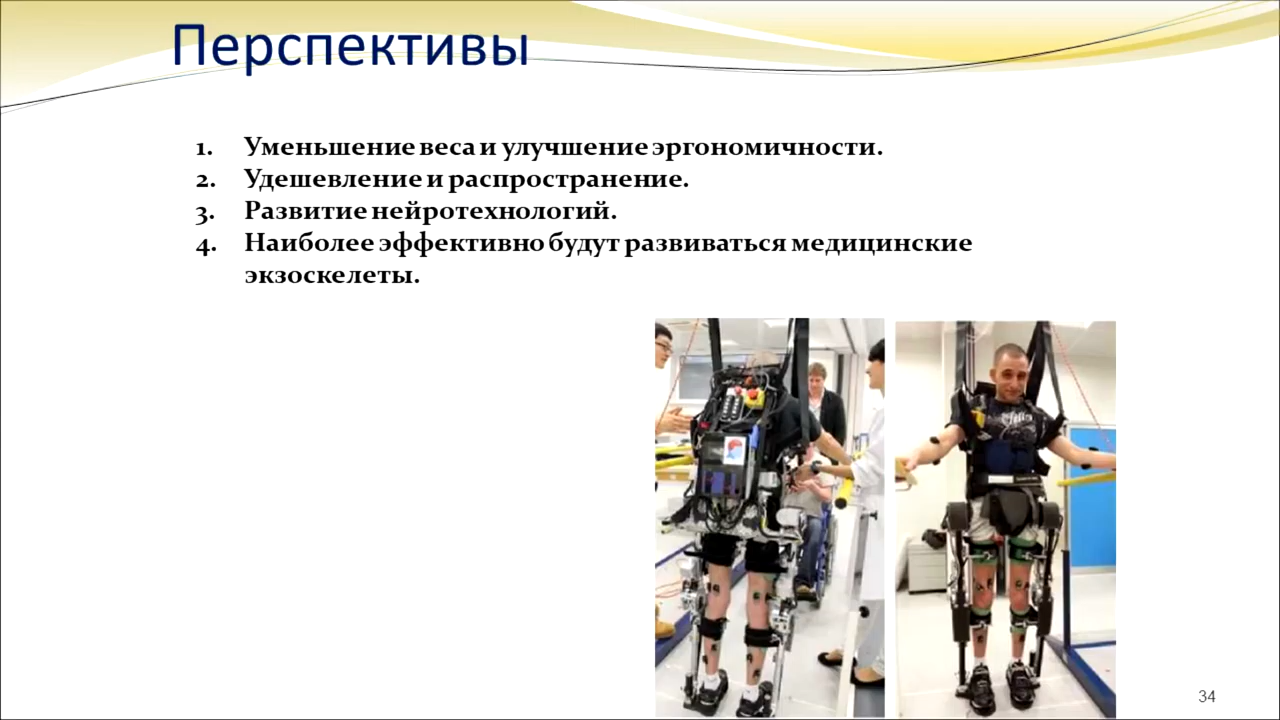 Перспективы
1. Уменьшение веса и улучшение эргономичности.
2. Удешевление и распространение.
3. Развитие нейротехнологий.
4. Наиболее эффективно будут развиваться медицинские
экзоскелеты.
34